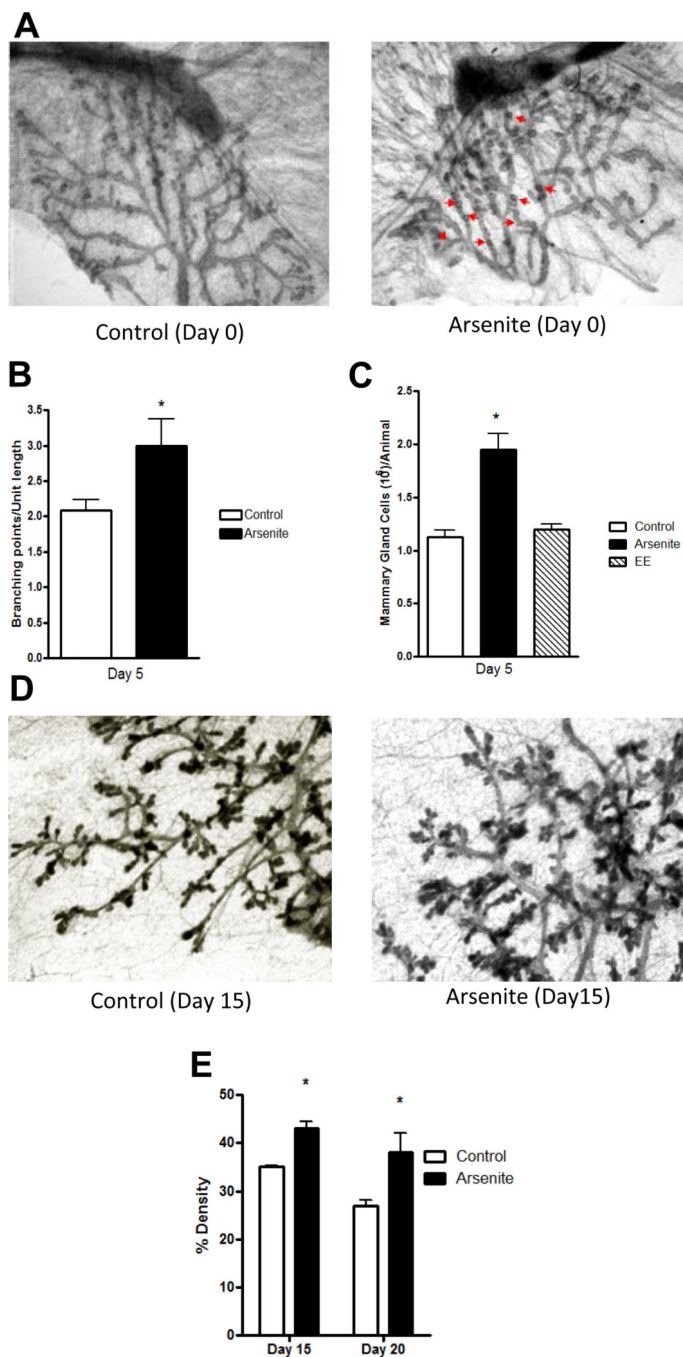 A
Control (Day 0)
Arsenite (Day 0)
B
Branching points/Unit length
3.5
3.0
2.5
2.0
1.5
1.0
0.5
0.0
*
Day 5
Control
Arsenite
C
Mammary Gland Cells (10⁶)/Animal
2.5
2.0
1.5
1.0
0.5
0.0
*
Day 5
Control
Arsenite
EE
D
Control (Day 15)
Arsenite (Day15)
E
% Density
50
40
30
20
10
0
*
*
Day 15
Day 20
Control
Arsenite